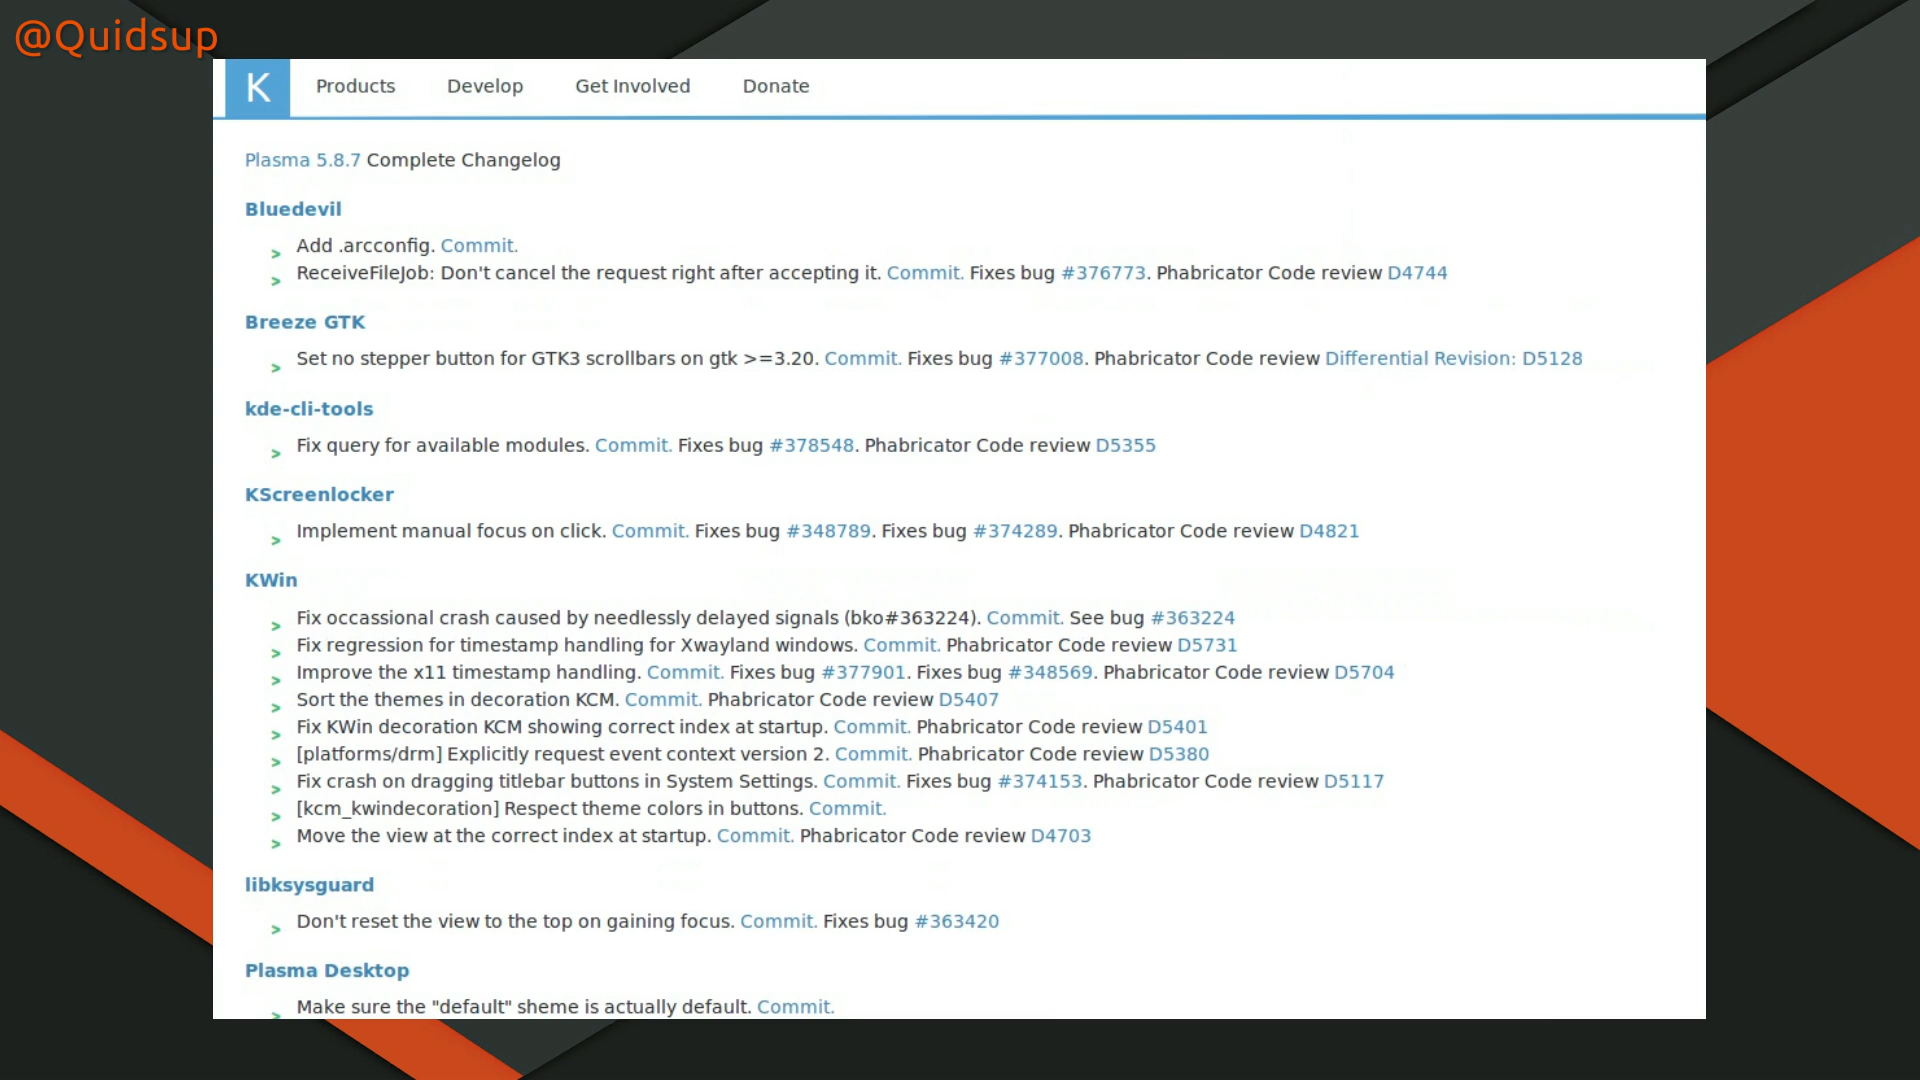 @Quidsup
K Products Develop Get Involved Donate
Plasma 5.8.7 Complete Changelog
Bluedevil
> Add .arcconfig. Commit.
> ReceiveFileJob: Don't cancel the request right after accepting it. Commit. Fixes bug #376773. Phabricator Code review D4744
Breeze GTK
> Set no stepper button for GTK3 scrollbars on gtk >=3.20. Commit. Fixes bug #377008. Phabricator Code review Differential Revision: D5128
kde-cli-tools
> Fix query for available modules. Commit. Fixes bug #378548. Phabricator Code review D5355
KScreenlocker
> Implement manual focus on click. Commit. Fixes bug #348789. Fixes bug #374289. Phabricator Code review D4821
KWin
> Fix occassional crash caused by needlessly delayed signals (bko#363224). Commit. See bug #363224
> Fix regression for timestamp handling for Xwayland windows. Commit. Phabricator Code review D5731
> Improve the x11 timestamp handling. Commit. Fixes bug #377901. Fixes bug #348569. Phabricator Code review D5704
> Sort the themes in decoration KCM. Commit. Phabricator Code review D5407
> Fix KWin decoration KCM showing correct index at startup. Commit. Phabricator Code review D5401
> [platforms/drm] Explicitly request event context version 2. Commit. Phabricator Code review D5380
> Fix crash on dragging titlebar buttons in System Settings. Commit. Fixes bug #374153. Phabricator Code review D5117
> [kcm_kwindecoration] Respect theme colors in buttons. Commit.
> Move the view at the correct index at startup. Commit. Phabricator Code review D4703
libksysguard
> Don't reset the view to the top on gaining focus. Commit. Fixes bug #363420
Plasma Desktop
> Make sure the "default" sheme is actually default. Commit.